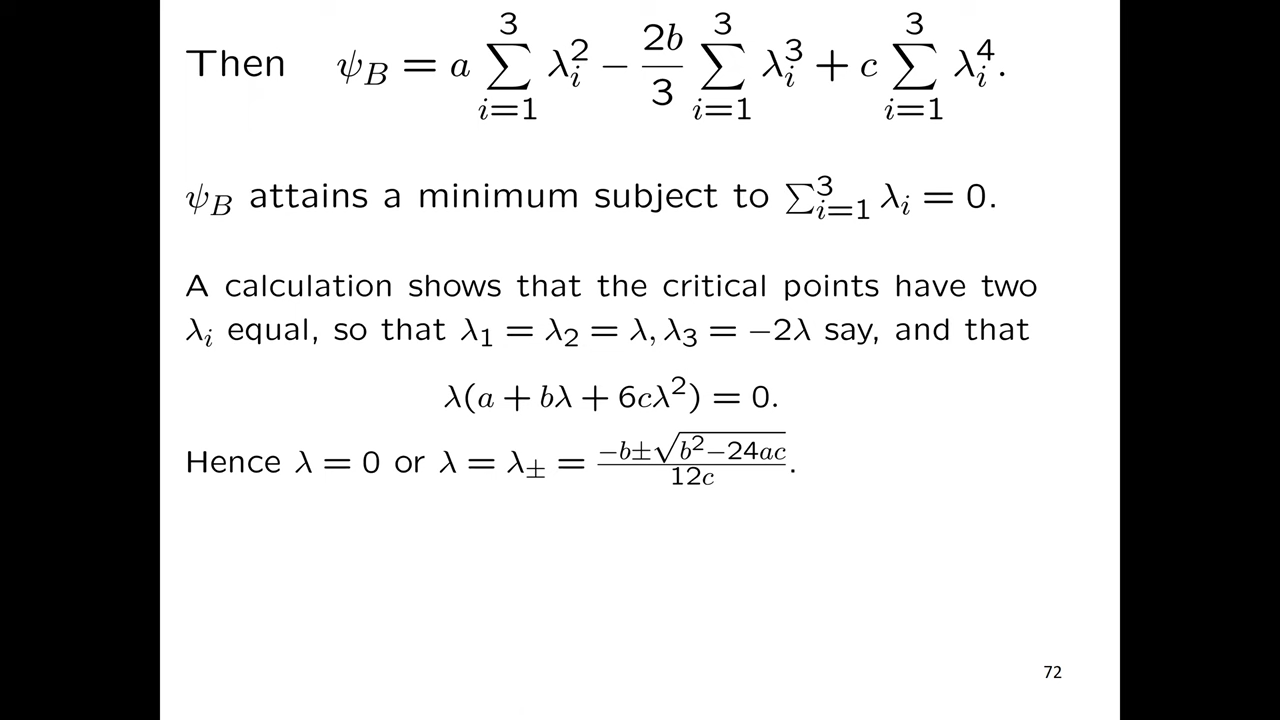 Then $\psi_B = a \sum_{i=1}^{3} \lambda_i^2 - \frac{2b}{3} \sum_{i=1}^{3} \lambda_i^3 + c \sum_{i=1}^{3} \lambda_i^4.$
$\psi_B$ attains a minimum subject to $\sum_{i=1}^{3} \lambda_i = 0.$
A calculation shows that the critical points have two
$\lambda_i$ equal, so that $\lambda_1 = \lambda_2 = \lambda, \lambda_3 = -2\lambda$ say, and that
$\lambda(a + b\lambda + 6c\lambda^2) = 0.$
Hence $\lambda = 0$ or $\lambda = \lambda_{\pm} = \frac{-b \pm \sqrt{b^2 - 24ac}}{12c}.$
72